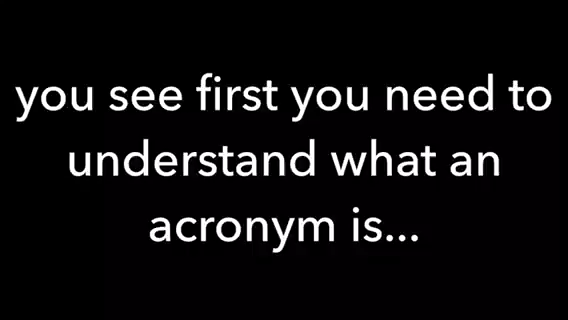 you see first you need to
understand what an
acronym is...